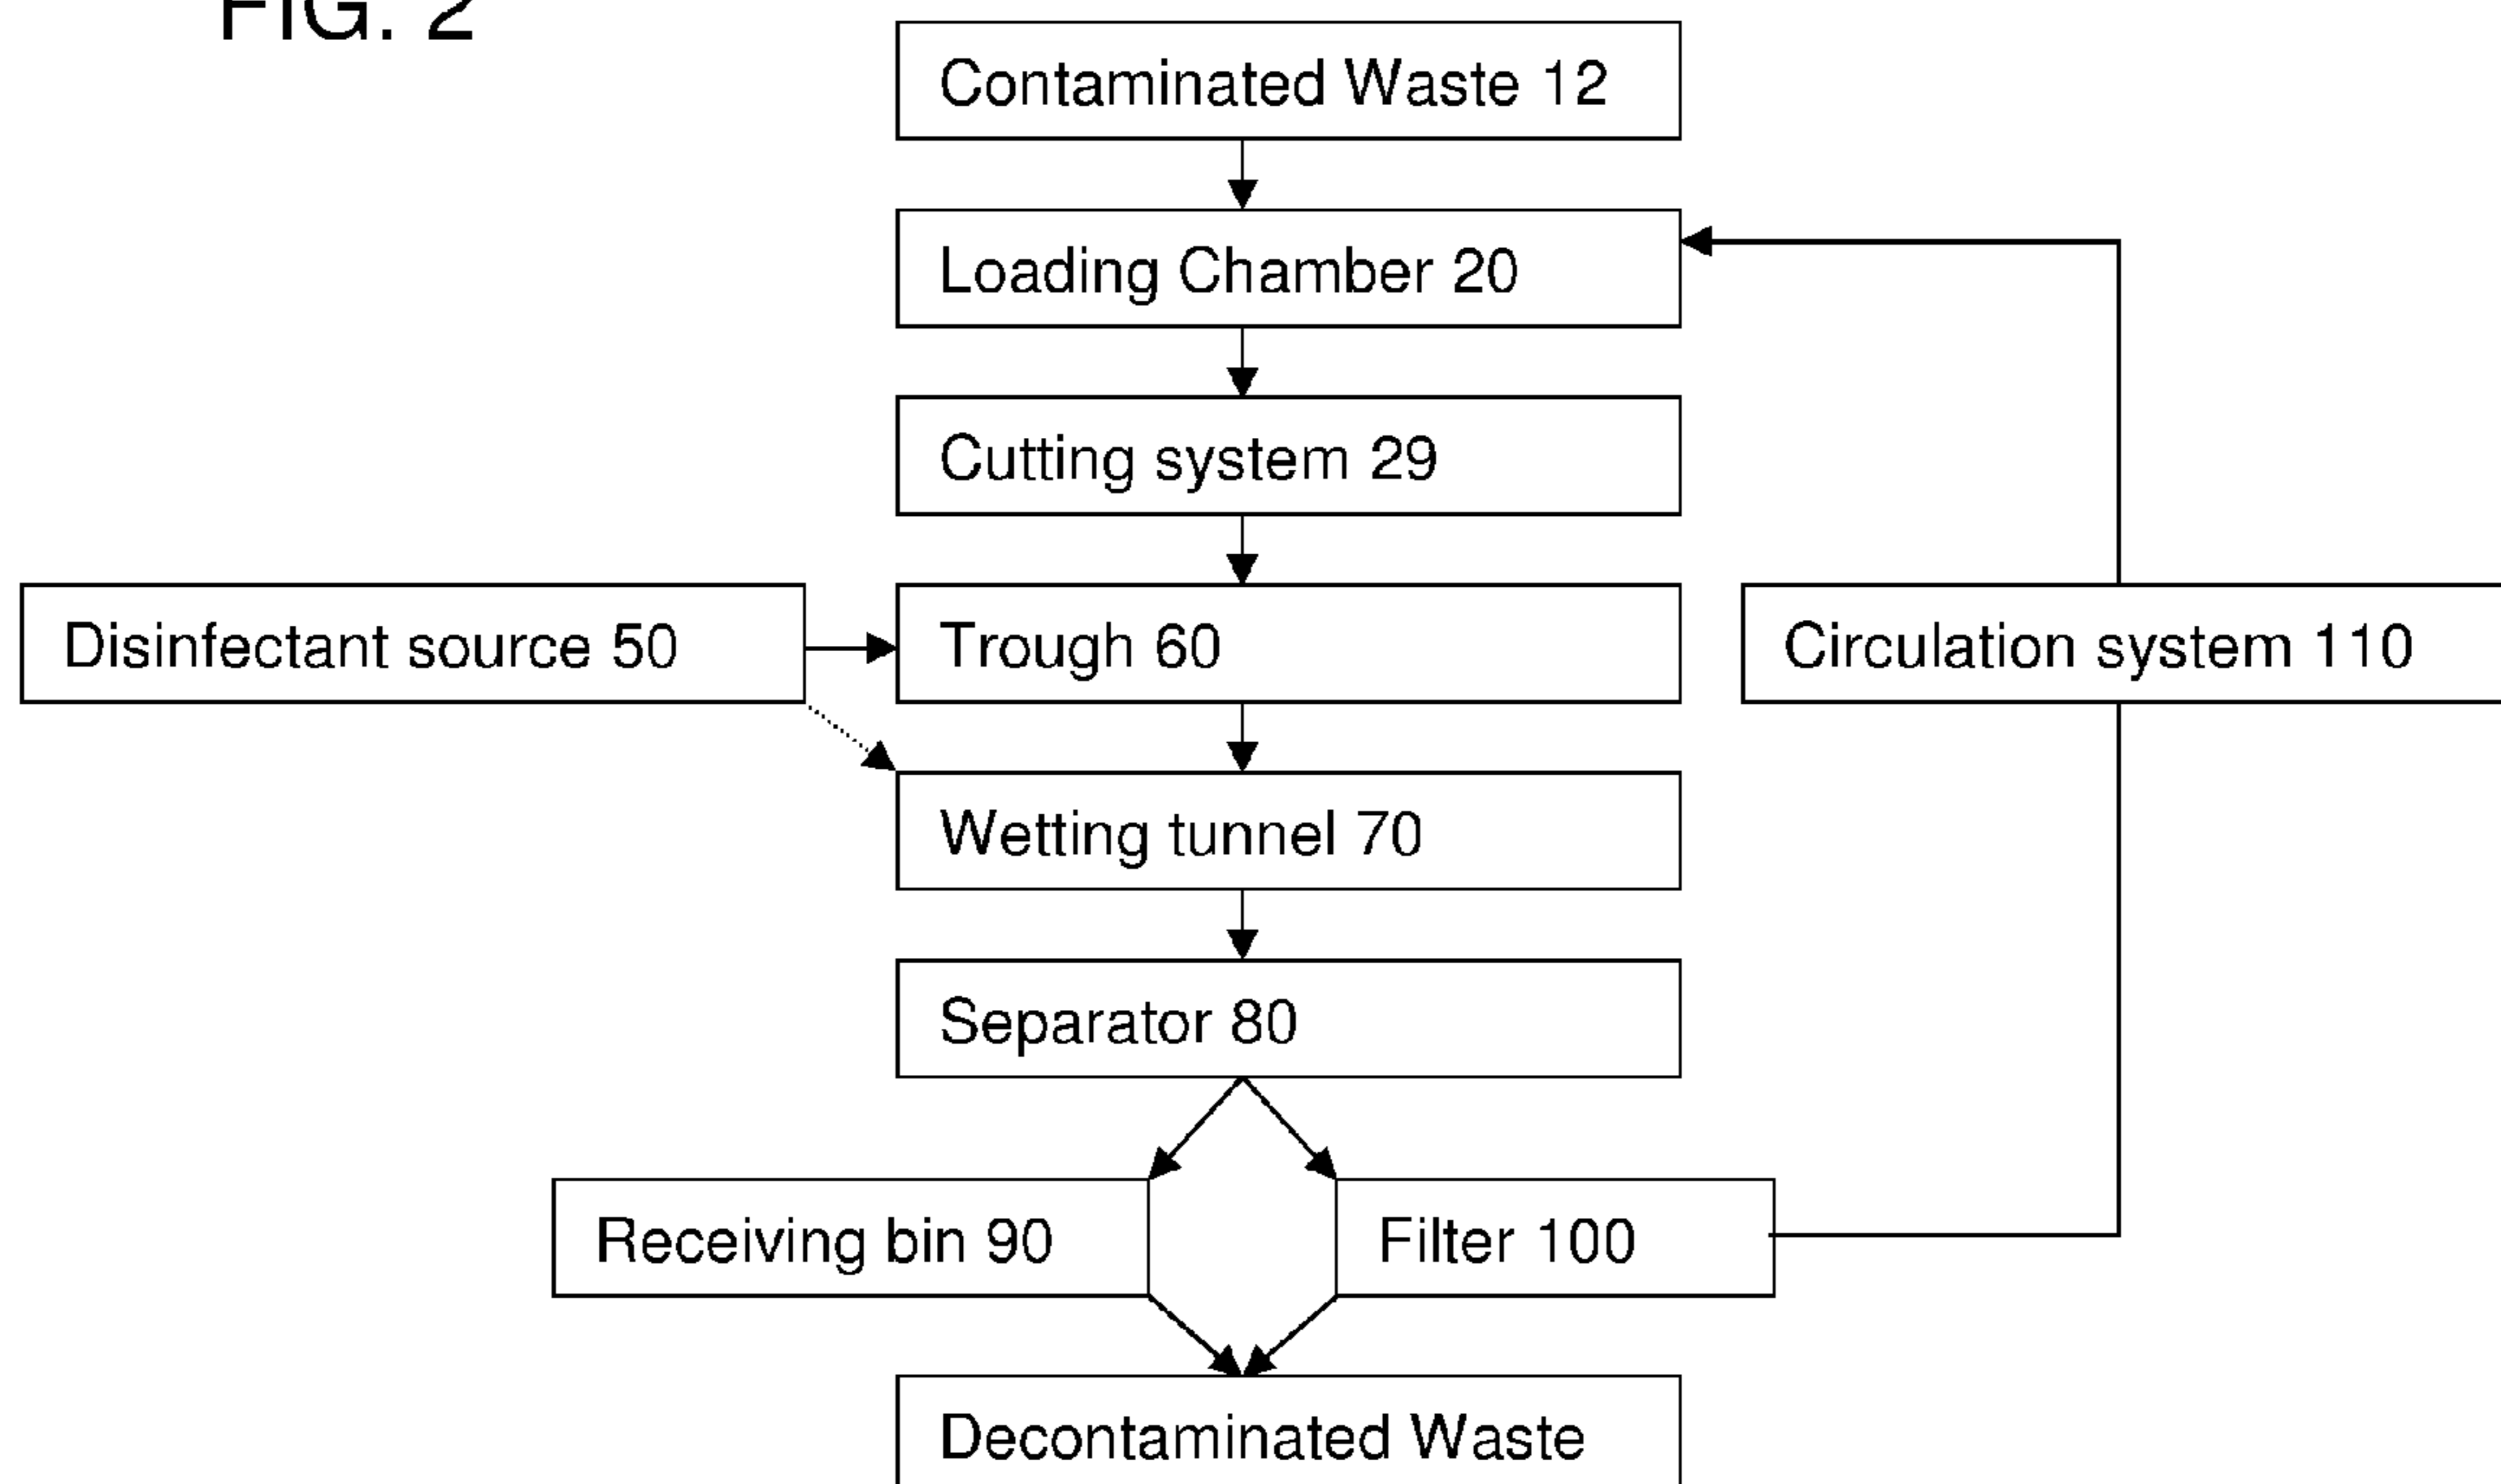 FIG. 2
Contaminated Waste 12
Loading Chamber 20
Cutting system 29
Disinfectant source 50
Trough 60
Circulation system 110
Wetting tunnel 70
Separator 80
Receiving bin 90
Filter 100
Decontaminated Waste